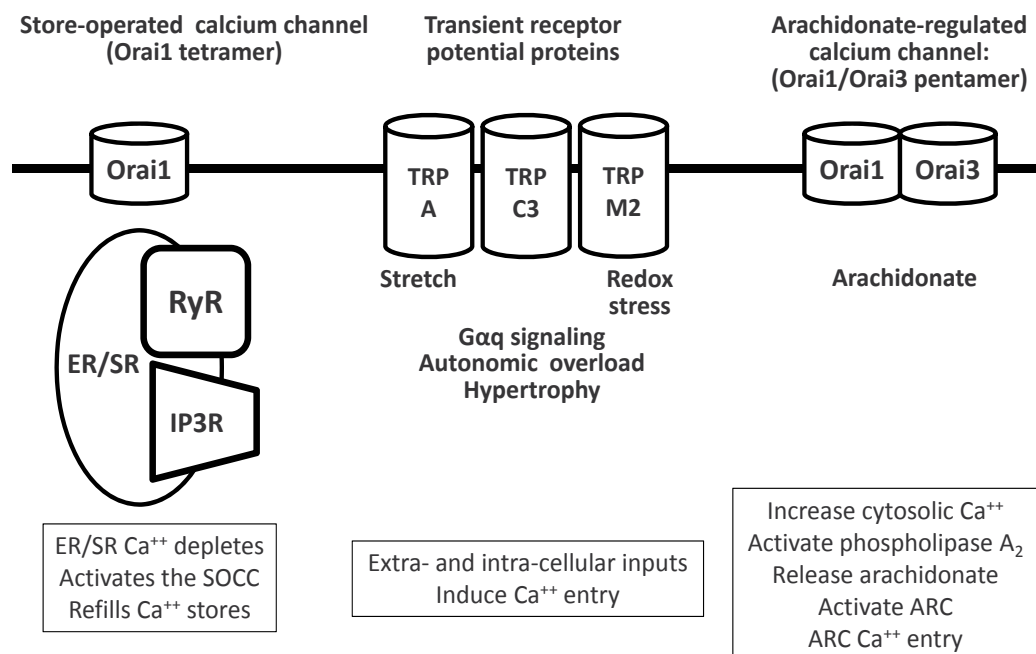 Store-operated calcium channel
(Orai1 tetramer)
Transient receptor
potential proteins
Arachidonate-regulated
calcium channel:
(Orai1/Orai3 pentamer)
Orai1
TRP
A
TRP
C3
TRP
M2
Orai1
Orai3
Stretch
Redox
stress
Arachidonate
Gαq signaling
Autonomic overload
Hypertrophy
RyR
ER/SR
IP3R
ER/SR Ca⁺⁺ depletes
Activates the SOCC
Refills Ca⁺⁺ stores
Extra- and intra-cellular inputs
Induce Ca⁺⁺ entry
Increase cytosolic Ca⁺⁺
Activate phospholipase A₂
Release arachidonate
Activate ARC
ARC Ca⁺⁺ entry